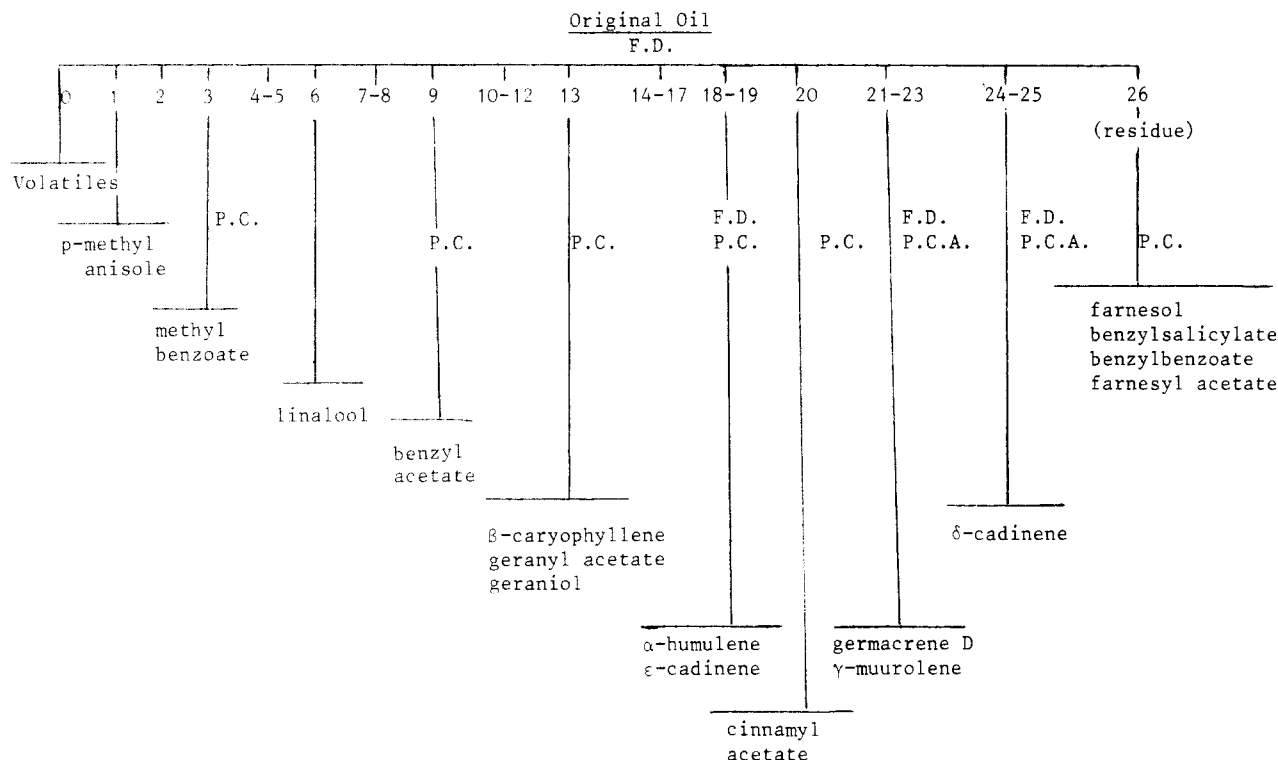 Original Oil
F.D.
0 1 2 3 4-5 6 7-8 9 10-12 13 14-17 18-19 20 21-23 24-25 26
(residue)
Volatiles
p-methyl
anisole
P.C.
methyl
benzoate
linalool
P.C.
benzyl
acetate
P.C.
β-caryophyllene
geranyl acetate
geraniol
F.D.
P.C.
α-humulene
ε-cadinene
P.C.
cinnamyl
acetate
F.D.
P.C.A.
germacrene D
γ-muurolene
F.D.
P.C.A.
δ-cadinene
P.C.
farnesol
benzylsalicylate
benzylbenzoate
farnesyl acetate